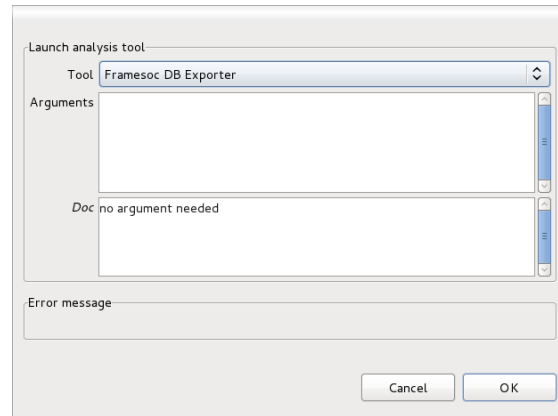 Launch analysis tool
Tool Framesoc DB Exporter
Arguments
Doc no argument needed
Error message
Cancel OK